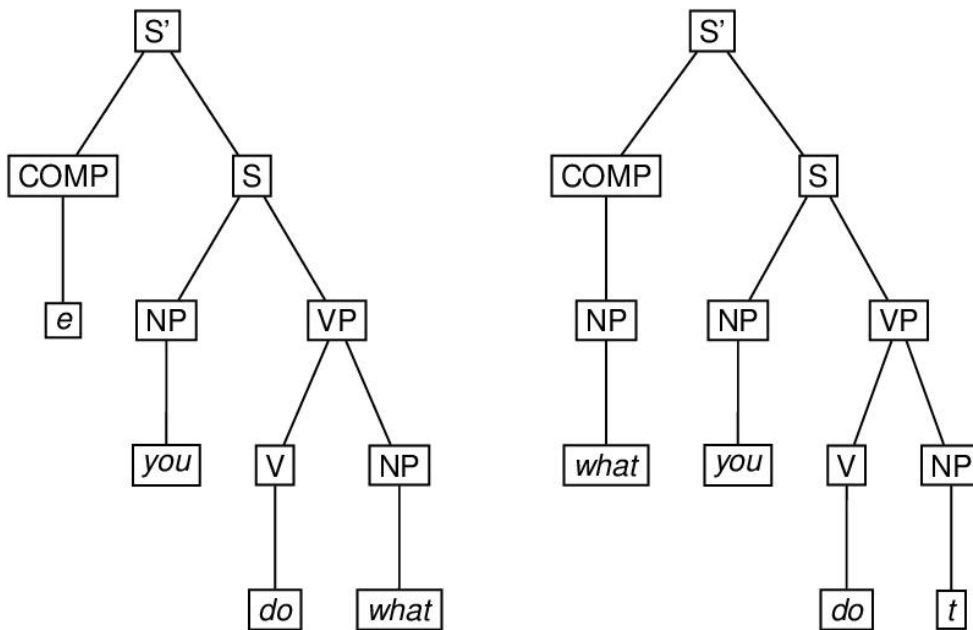 S’ S’
COMP S COMP S
e NP VP NP NP VP
you V NP what you V NP
do what do t